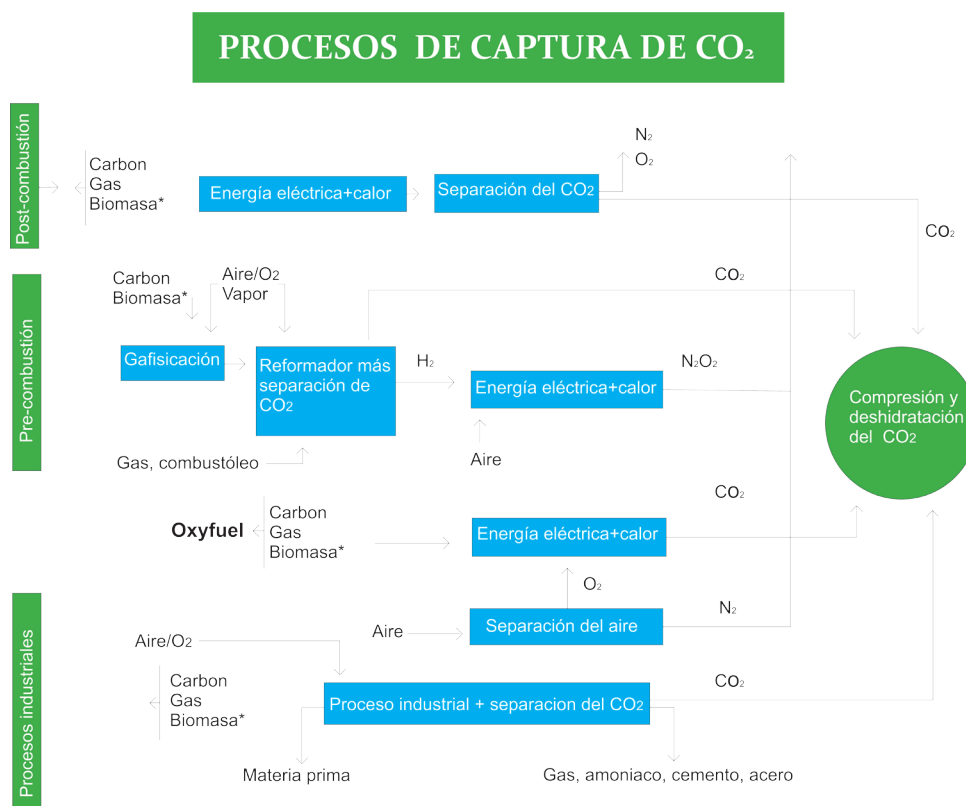 PROCESOS DE CAPTURA DE CO₂
Post-combustión
Carbon
Gas
Biomasa*
Energía eléctrica+calor
Separación del CO2
N2
O2
CO2
Pre-combustión
Carbon
Biomasa*
Aire/O2
Vapor
CO2
Gafisicación
Reformador más
separación de
CO2
H2
Energía eléctrica+calor
N2O2
Gas, combustóleo
Aire
Compresión y
deshidratación
del CO2
Oxyfuel
Carbon
Gas
Biomasa*
Energía eléctrica+calor
CO2
O2
Aire
Separación del aire
N2
Procesos industriales
Aire/O2
Carbon
Gas
Biomasa*
Proceso industrial + separacion del CO2
CO2
Materia prima
Gas, amoniaco, cemento, acero